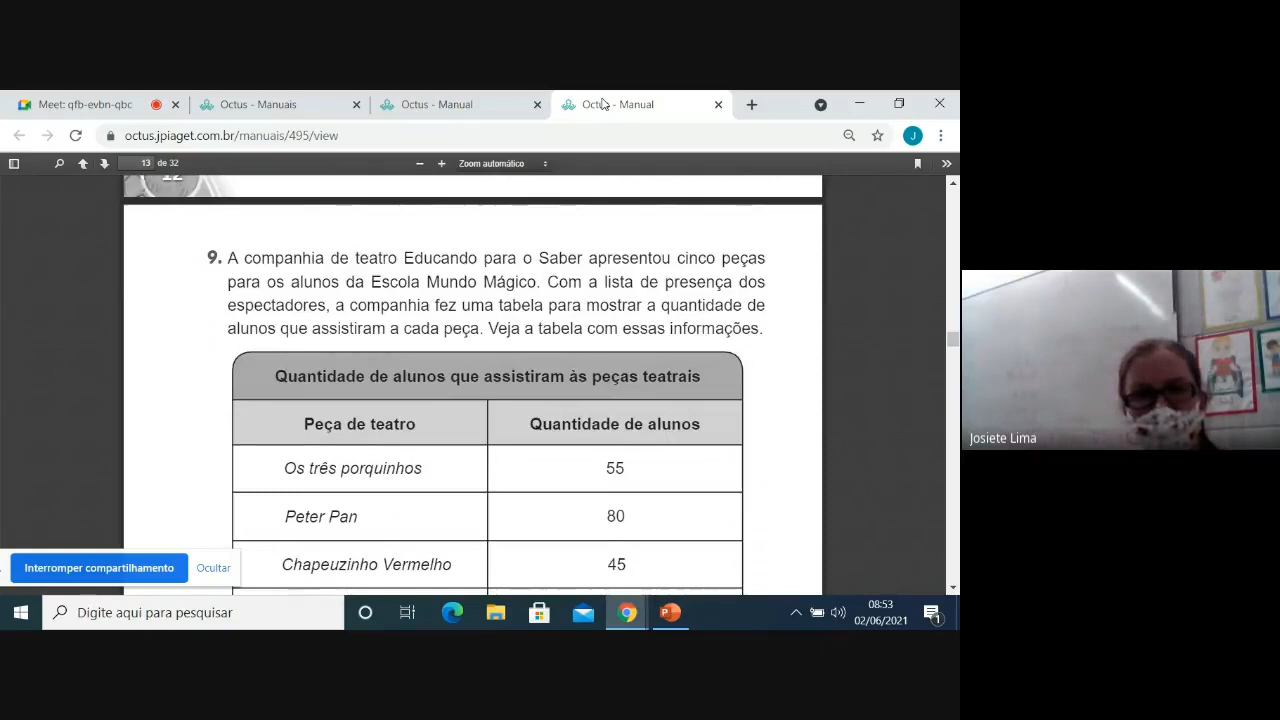 Meet: qfb-evbn-qbc
Octus - Manuais
Octus - Manual
Octus - Manual
octus.jpiaget.com.br/manuais/495/view
J
13 de 32
Zoom automático
12
9. A companhia de teatro Educando para o Saber apresentou cinco peças
para os alunos da Escola Mundo Mágico. Com a lista de presença dos
espectadores, a companhia fez uma tabela para mostrar a quantidade de
alunos que assistiram a cada peça. Veja a tabela com essas informações.
Quantidade de alunos que assistiram às peças teatrais
Peça de teatro Quantidade de alunos
Os três porquinhos 55
Peter Pan 80
Chapeuzinho Vermelho 45
Josiete Lima
Interromper compartilhamento Ocultar
Digite aqui para pesquisar
08:53
02/06/2021
1